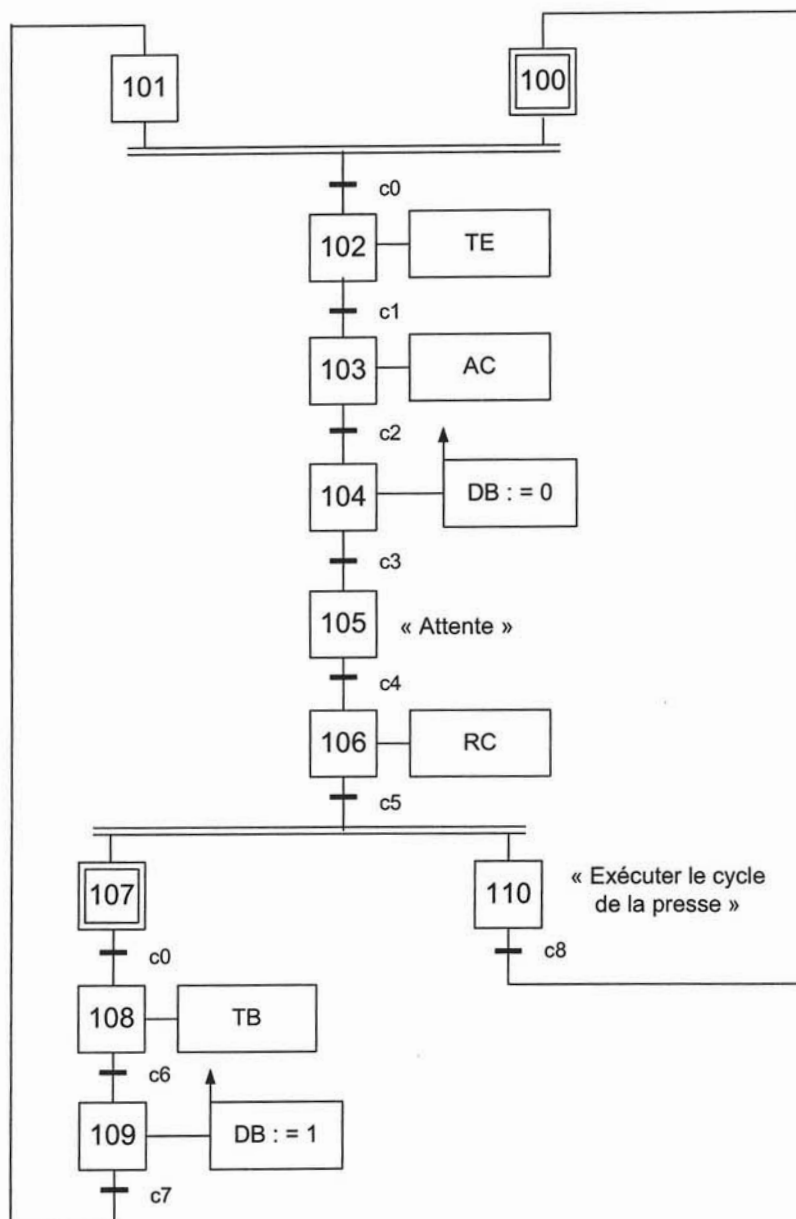 101
100
c0
102
TE
c1
103
AC
c2
104
DB : = 0
c3
105
« Attente »
c4
106
RC
c5
107
110
« Exécuter le cycle
de la presse »
c0
c8
108
TB
c6
109
DB : = 1
c7